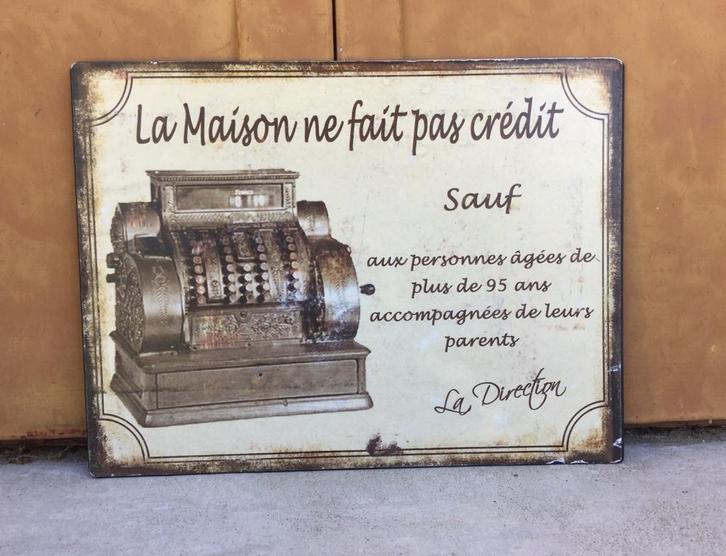 La Maison ne fait pas crédit
Sauf
aux personnes âgées de
plus de 95 ans
accompagnées de leurs
parents
La Direction